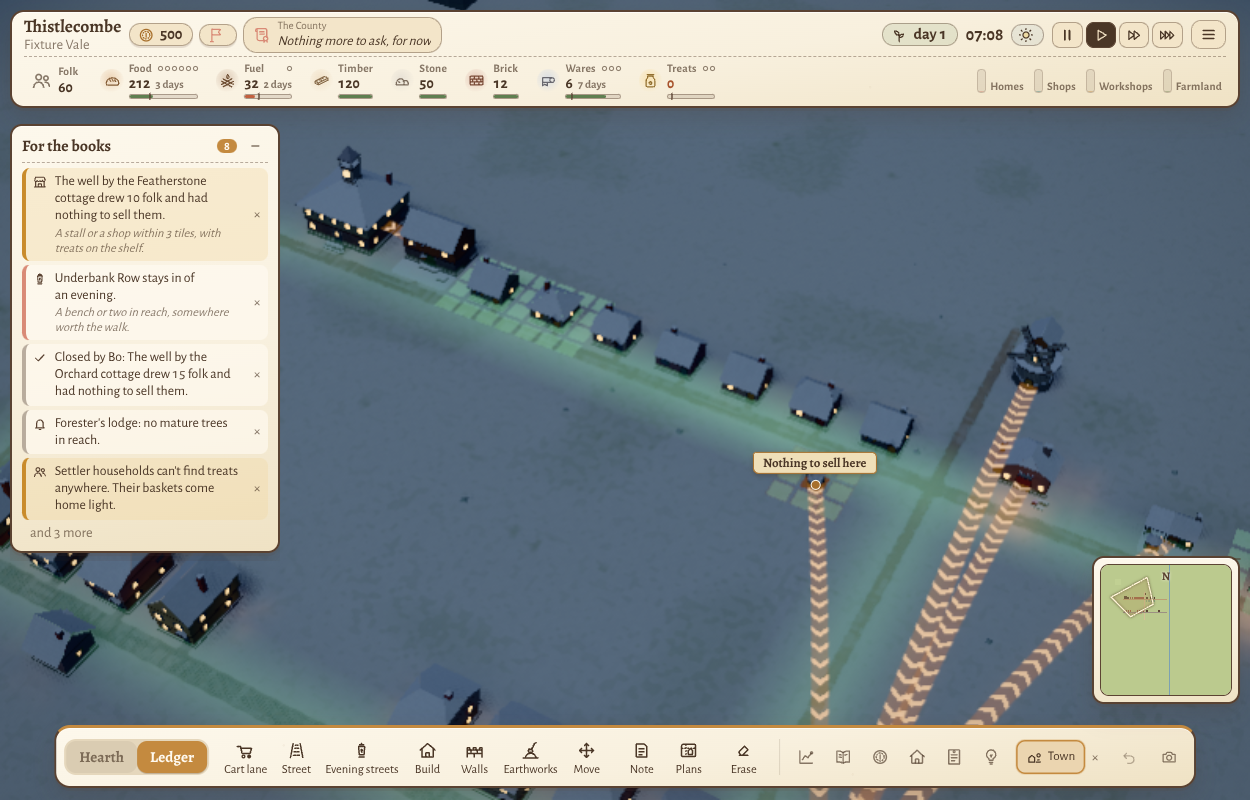 Thistlecombe
Fixture Vale
500
The County
Nothing more to ask, for now
day 1
07:08
Folk
60
Food
212 3 days
Fuel
32 2 days
Timber
120
Stone
50
Brick
12
Wares
6 7 days
Treats
0
Homes
Shops
Workshops
Farmland
For the books
8
The well by the Featherstone
cottage drew 10 folk and had
nothing to sell them.
A stall or a shop within 3 tiles, with
treats on the shelf.
Underbank Row stays in of
an evening.
A bench or two in reach, somewhere
worth the walk.
Closed by Bo: The well by the
Orchard cottage drew 15 folk and
had nothing to sell them.
Forester's lodge: no mature trees
in reach.
Settler households can't find treats
anywhere. Their baskets come
home light.
and 3 more
Nothing to sell here
N
Hearth
Ledger
Cart lane
Street
Evening streets
Build
Walls
Earthworks
Move
Note
Plans
Erase
Town